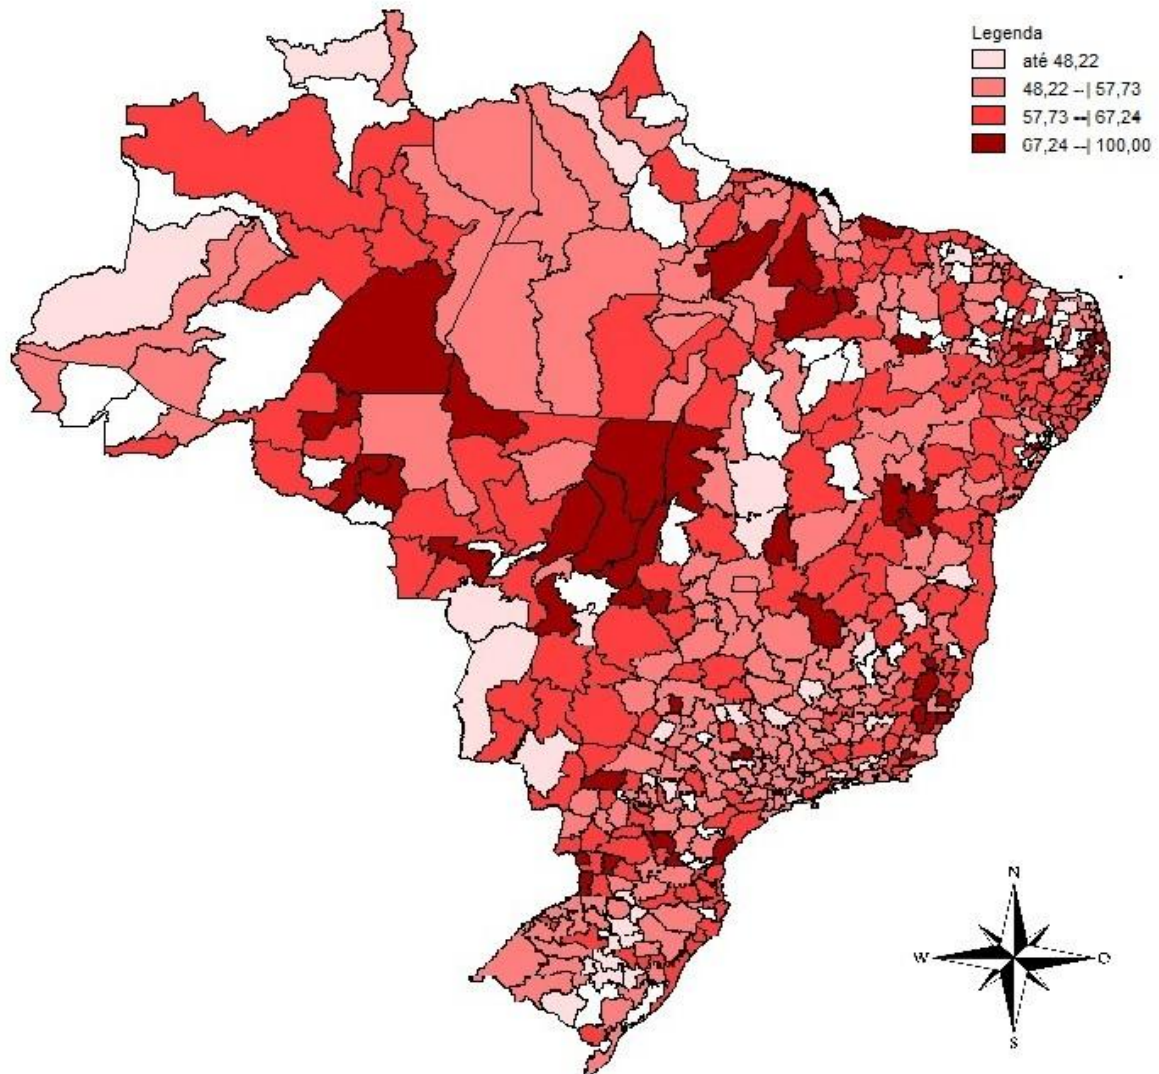 Legenda
até 48,22
48,22 --| 57,73
57,73 --| 67,24
67,24 --| 100,00
N
W
O
S